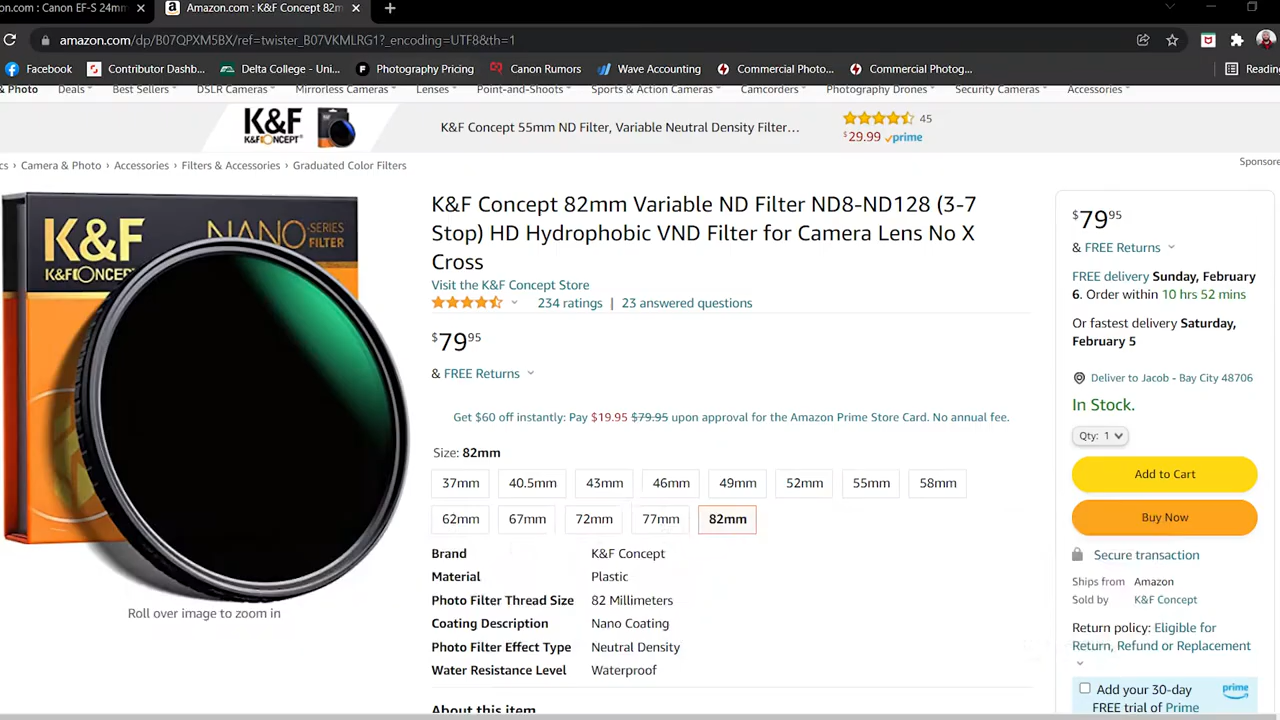 on.com : Canon EF-S 24mm
Amazon.com : K&F Concept 82m
amazon.com/dp/B07QPXM5BX/ref=twister_B07VKMLRG1?_encoding=UTF8&th=1
Facebook
Contributor Dashb...
Delta College - Uni...
Photography Pricing
Canon Rumors
Wave Accounting
Commercial Photo...
Commercial Photog...
Readin
& Photo
Deals
Best Sellers
DSLR Cameras
Mirrorless Cameras
Lenses
Point-and-Shoots
Sports & Action Cameras
Camcorders
Photography Drones
Security Cameras
Accessories
K&F
K&F CONCEPT
K&F Concept 55mm ND Filter, Variable Neutral Density Filter…
45
$29.99 prime
cs › Camera & Photo › Accessories › Filters & Accessories › Graduated Color Filters
Sponsore
K&F
K&F CONCEPT
NANO-SERIES
FILTER
Roll over image to zoom in
K&F Concept 82mm Variable ND Filter ND8-ND128 (3-7
Stop) HD Hydrophobic VND Filter for Camera Lens No X
Cross
Visit the K&F Concept Store
234 ratings | 23 answered questions
$79 95
& FREE Returns
Get $60 off instantly: Pay $19.95 $79.95 upon approval for the Amazon Prime Store Card. No annual fee.
Size: 82mm
37mm 40.5mm 43mm 46mm 49mm 52mm 55mm 58mm
62mm 67mm 72mm 77mm 82mm
Brand K&F Concept
Material Plastic
Photo Filter Thread Size 82 Millimeters
Coating Description Nano Coating
Photo Filter Effect Type Neutral Density
Water Resistance Level Waterproof
About this item
$79 95
& FREE Returns
FREE delivery Sunday, February
6. Order within 10 hrs 52 mins
Or fastest delivery Saturday,
February 5
Deliver to Jacob - Bay City 48706
In Stock.
Qty: 1
Add to Cart
Buy Now
Secure transaction
Ships from Amazon
Sold by K&F Concept
Return policy: Eligible for
Return, Refund or Replacement
Add your 30-day
FREE trial of Prime
prime